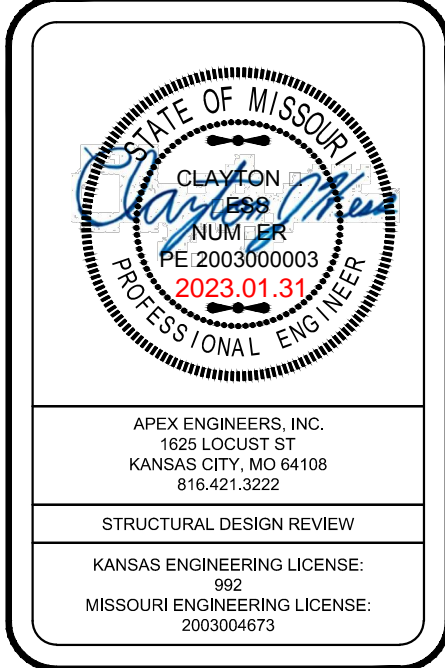 STATE OF MISSOURI
CLAYTON
NUM ER
PE 2003000003
2023.01.31
PROFESSIONAL ENGINEER
APEX ENGINEERS, INC.
1625 LOCUST ST
KANSAS CITY, MO 64108
816.421.3222
STRUCTURAL DESIGN REVIEW
KANSAS ENGINEERING LICENSE:
992
MISSOURI ENGINEERING LICENSE:
2003004673